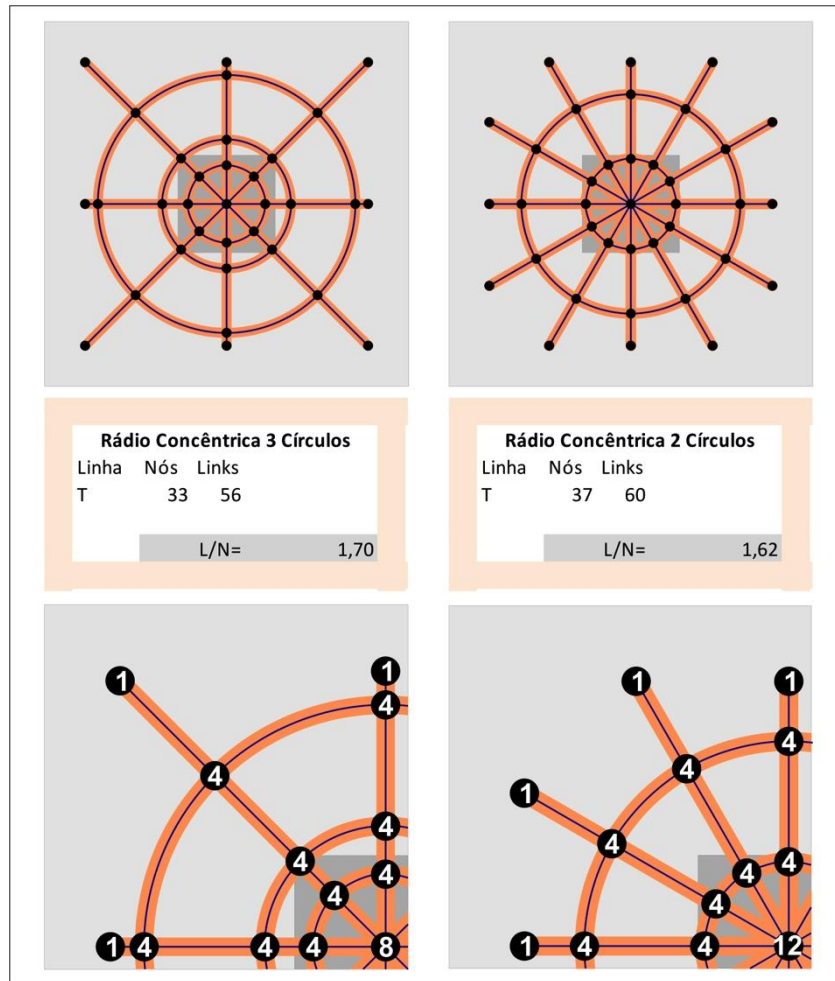 Rádio Concêntrica 3 Círculos
Linha Nós Links
T 33 56
L/N= 1,70
Rádio Concêntrica 2 Círculos
Linha Nós Links
T 37 60
L/N= 1,62
1 1
4
4
4
4 4
4
1 4 4 4 8
1 1
4
4
1
4
4
4
4
1 4 4 12